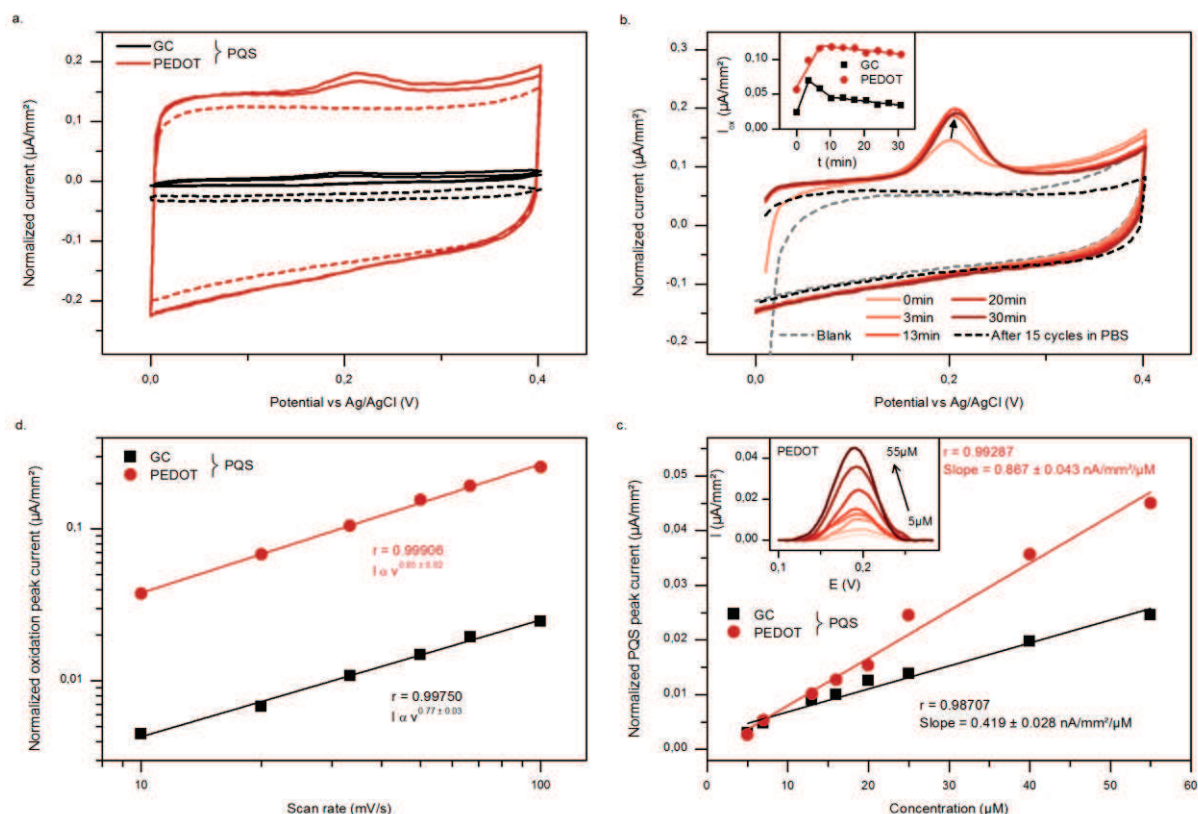 a.
GC
PEDOT
} PQS
Normalized current (µA/mm²)
0,2
0,1
0,0
-0,1
-0,2
0,0
0,2
0,4
Potential vs Ag/AgCl (V)
b.
Normalized current (µA/mm²)
0,3
0,2
0,1
0,0
-0,1
-0,2
0,0
0,2
0,4
Potential vs Ag/AgCl (V)
Iox (µA/mm²)
0,10
0,05
0,00
0
10
20
30
t (min)
GC
PEDOT
0min
20min
3min
30min
Blank
13min
After 15 cycles in PBS
d.
GC
PEDOT
} PQS
Normalized oxidation peak current (µA/mm²)
0,1
0,01
r = 0.99906
I α v^0.85 ± 0.02
r = 0.99750
I α v^0.77 ± 0.03
10
100
Scan rate (mV/s)
c.
Normalized PQS peak current (µA/mm²)
0,05
0,04
0,03
0,02
0,01
0,00
PEDOT
55µM
5µM
I (µA/mm²)
0,04
0,02
0,00
0,1
0,2
E (V)
r = 0.99287
Slope = 0.867 ± 0.043 nA/mm²/µM
GC
PEDOT
} PQS
r = 0.98707
Slope = 0.419 ± 0.028 nA/mm²/µM
0
10
20
30
40
50
60
Concentration (µM)